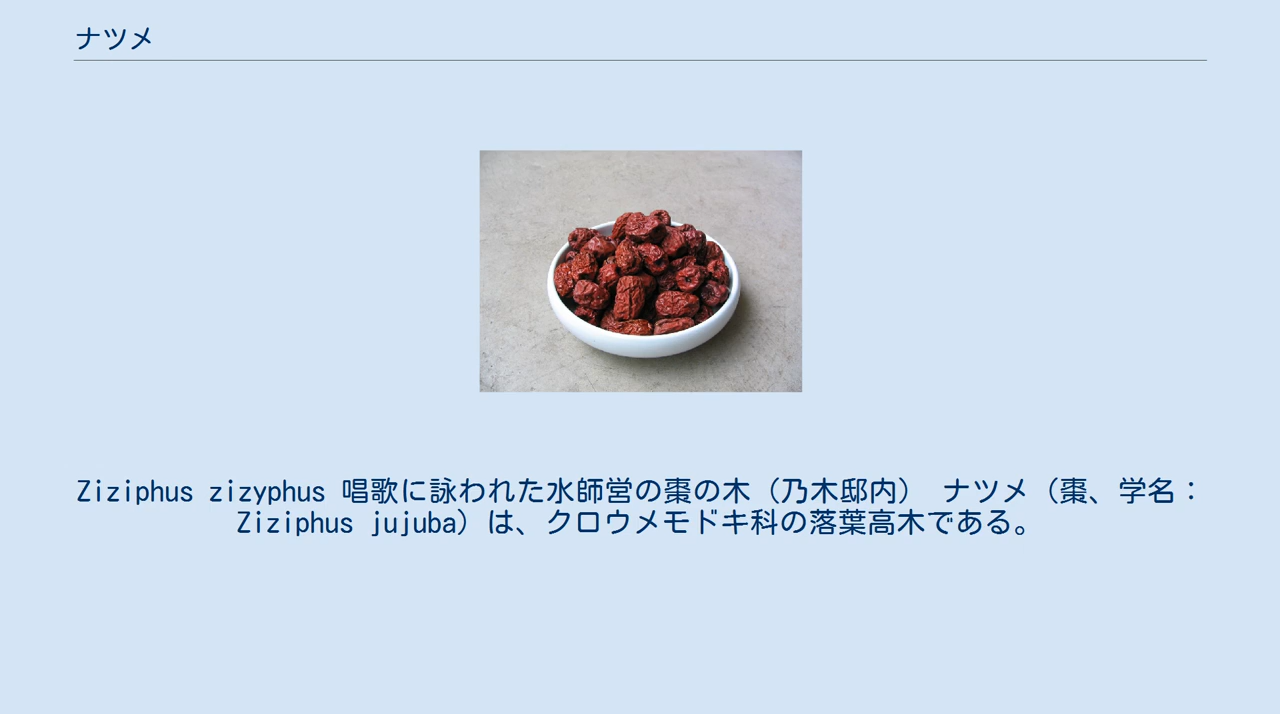 ナツメ
Ziziphus zizyphus 唱歌に詠われた水師営の棗の木（乃木邸内） ナツメ（棗、学名：
Ziziphus jujuba）は、クロウメモドキ科の落葉高木である。